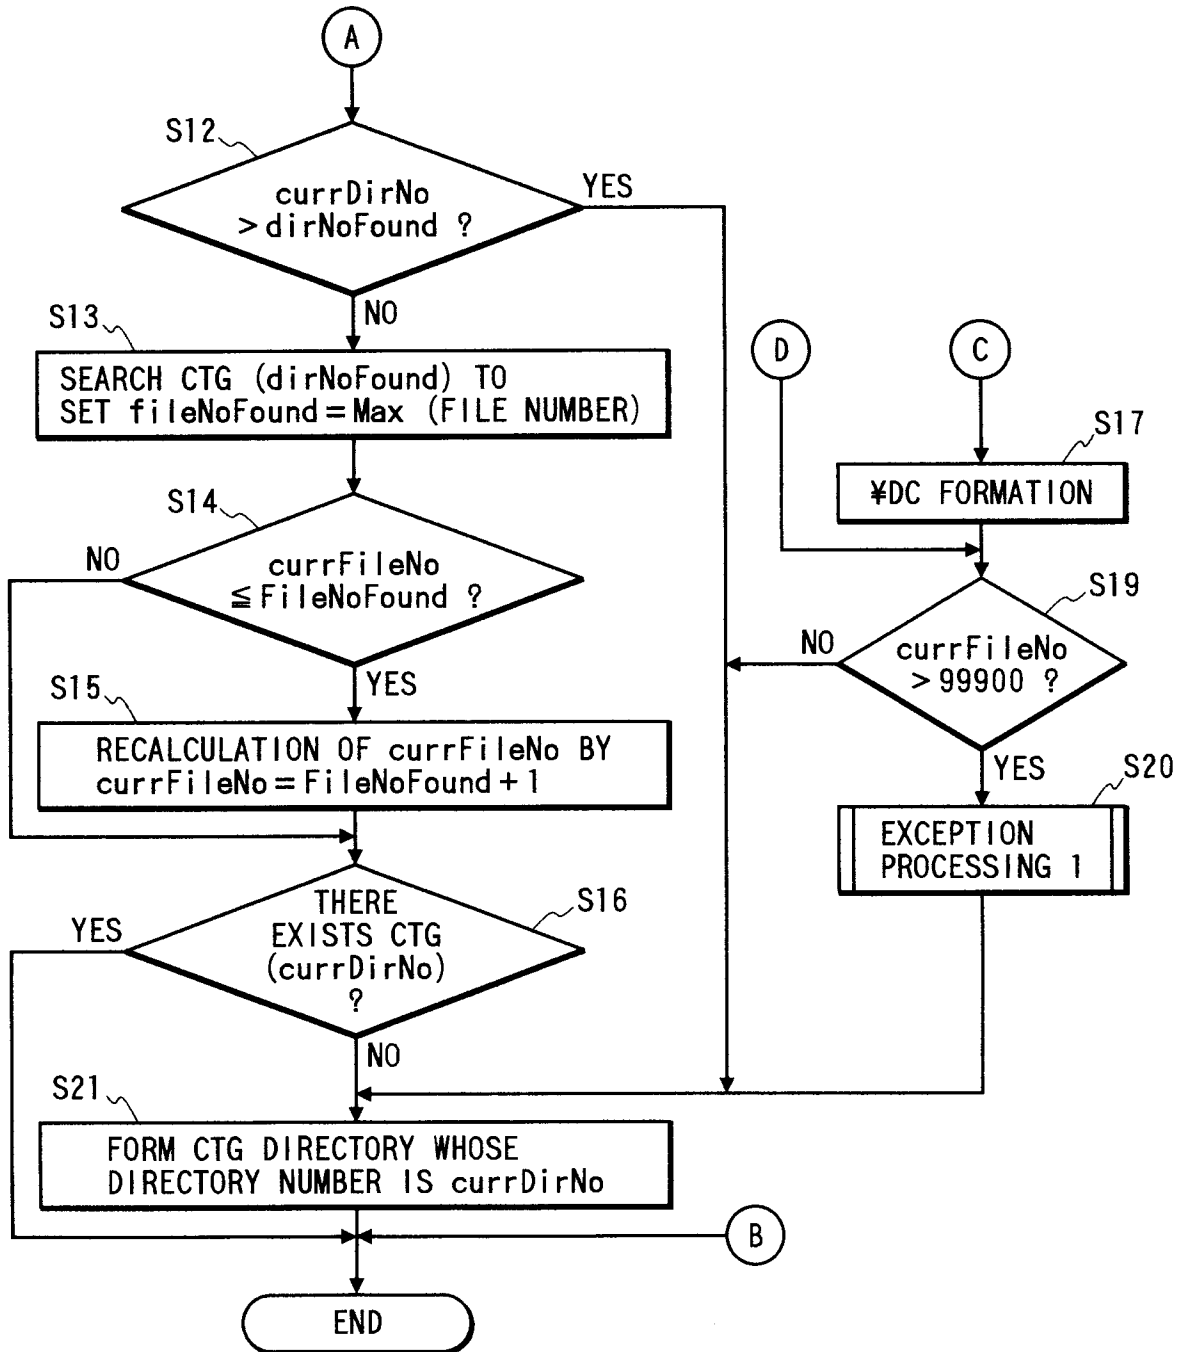 A
S12
currDirNo
> dirNoFound ?
YES
NO
S13
SEARCH CTG (dirNoFound) TO
SET fileNoFound = Max (FILE NUMBER)
D
C
S17
¥DC FORMATION
S14
NO
currFileNo
≦ FileNoFound ?
YES
S19
NO
currFileNo
> 99900 ?
YES
S15
RECALCULATION OF currFileNo BY
currFileNo = FileNoFound + 1
S20
EXCEPTION
PROCESSING 1
YES
THERE
EXISTS CTG
(currDirNo)
?
S16
NO
S21
FORM CTG DIRECTORY WHOSE
DIRECTORY NUMBER IS currDirNo
B
END